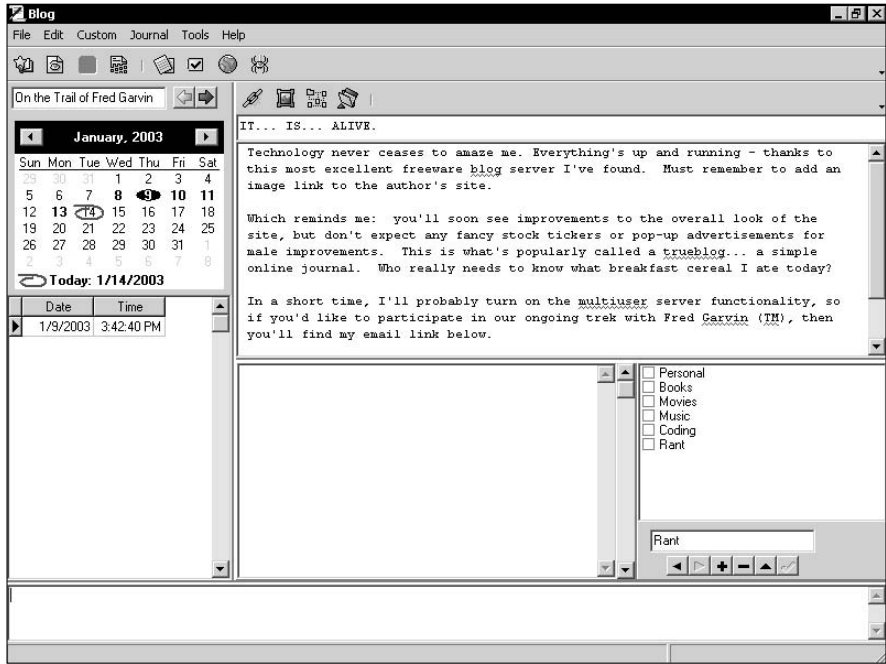 Blog
File Edit Custom Journal Tools Help
On the Trail of Fred Garvin
January, 2003
Sun Mon Tue Wed Thu Fri Sat
29 30 31 1 2 3 4
5 6 7 8 9 10 11
12 13 14 15 16 17 18
19 20 21 22 23 24 25
26 27 28 29 30 31 1
2 3 4 5 6 7 8
Today: 1/14/2003
Date Time
1/9/2003 3:42:40 PM
IT... IS... ALIVE.
Technology never ceases to amaze me. Everything's up and running - thanks to
this most excellent freeware blog server I've found. Must remember to add an
image link to the author's site.
Which reminds me: you'll soon see improvements to the overall look of the
site, but don't expect any fancy stock tickers or pop-up advertisements for
male improvements. This is what's popularly called a trueblog... a simple
online journal. Who really needs to know what breakfast cereal I ate today?
In a short time, I'll probably turn on the multiuser server functionality, so
if you'd like to participate in our ongoing trek with Fred Garvin (TM), then
you'll find my email link below.
Personal
Books
Movies
Music
Coding
Rant
Rant